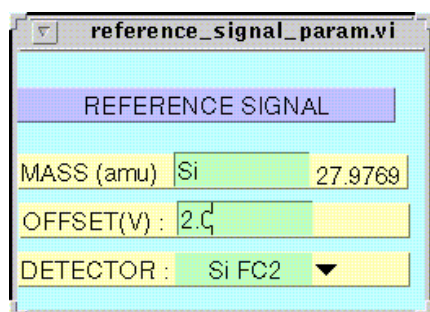 reference_signal_param.vi
REFERENCE SIGNAL
MASS (amu) Si 27.9769
OFFSET(V) : 2.0
DETECTOR : Si FC2